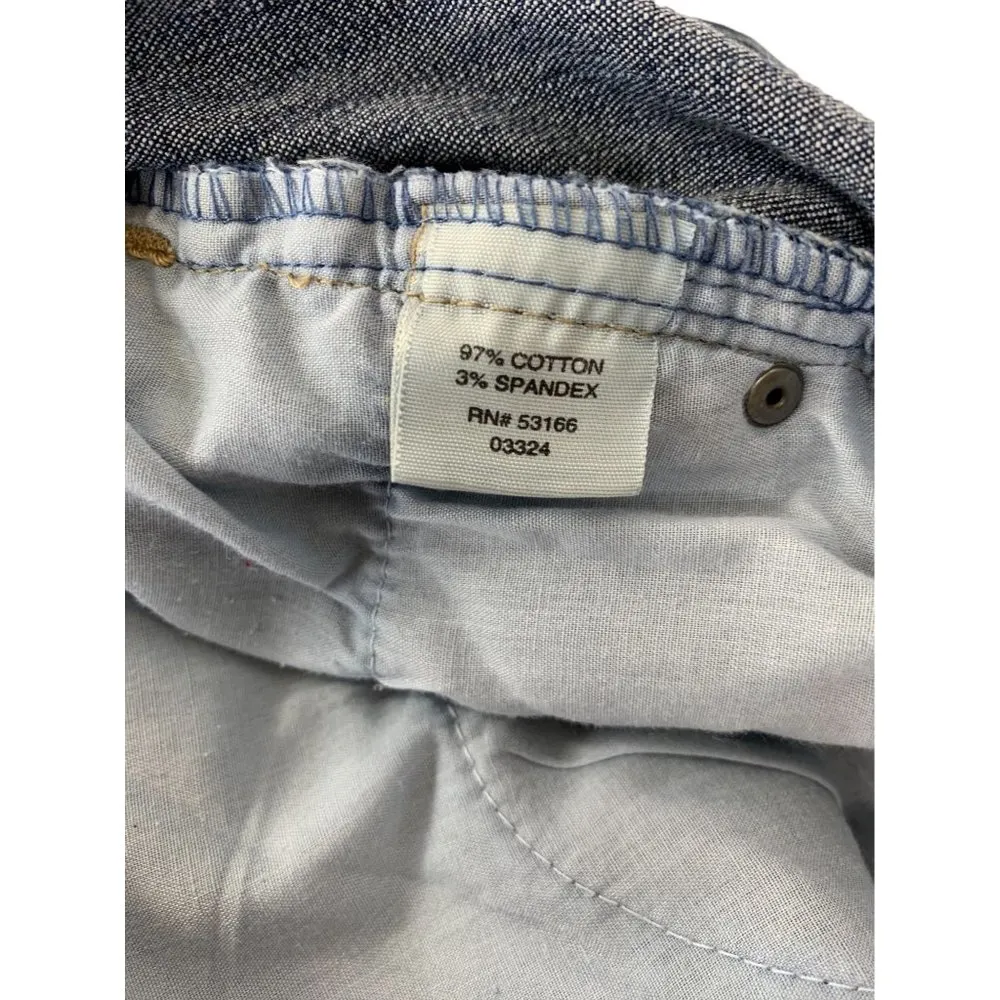 97% COTTON
3% SPANDEX
RN# 53166
03324